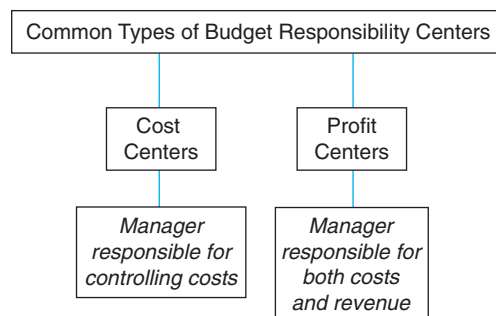 Common Types of Budget Responsibility Centers
Cost
Centers
Profit
Centers
Manager
responsible for
controlling costs
Manager
responsible for
both costs
and revenue